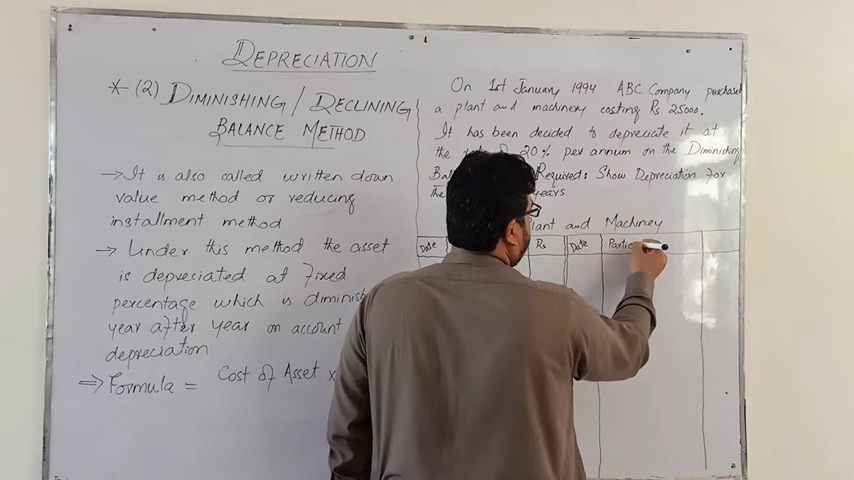 DEPRECIATION
* (2) DIMINISHING / DECLINING
BALANCE METHOD
→ It is also called written down
value method or reducing
installment method
→ Under this method the asset
is depreciated at fixed
percentage which is diminish
year after year on account
depreciation
⇒ Formula = Cost of Asset x
On 1st January 1994 ABC Company purchased
a plant and machinery costing Rs 25000.
It has been decided to depreciate it at
the 20% per annum on the Diminishing
Required: Show Depreciation For
years
Plant and Machiney
Date Rs Date Partic